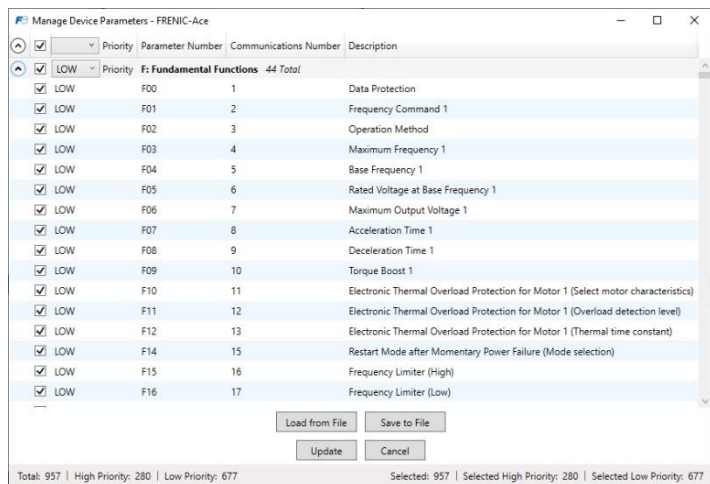 Manage Device Parameters - FRENIC-Ace
Priority Parameter Number Communications Number Description
LOW Priority F: Fundamental Functions 44 Total
LOW F00 1 Data Protection
LOW F01 2 Frequency Command 1
LOW F02 3 Operation Method
LOW F03 4 Maximum Frequency 1
LOW F04 5 Base Frequency 1
LOW F05 6 Rated Voltage at Base Frequency 1
LOW F06 7 Maximum Output Voltage 1
LOW F07 8 Acceleration Time 1
LOW F08 9 Deceleration Time 1
LOW F09 10 Torque Boost 1
LOW F10 11 Electronic Thermal Overload Protection for Motor 1 (Select motor characteristics)
LOW F11 12 Electronic Thermal Overload Protection for Motor 1 (Overload detection level)
LOW F12 13 Electronic Thermal Overload Protection for Motor 1 (Thermal time constant)
LOW F14 15 Restart Mode after Momentary Power Failure (Mode selection)
LOW F15 16 Frequency Limiter (High)
LOW F16 17 Frequency Limiter (Low)
Load from File Save to File
Update Cancel
Total: 957 | High Priority: 280 | Low Priority: 677 Selected: 957 | Selected High Priority: 280 | Selected Low Priority: 677